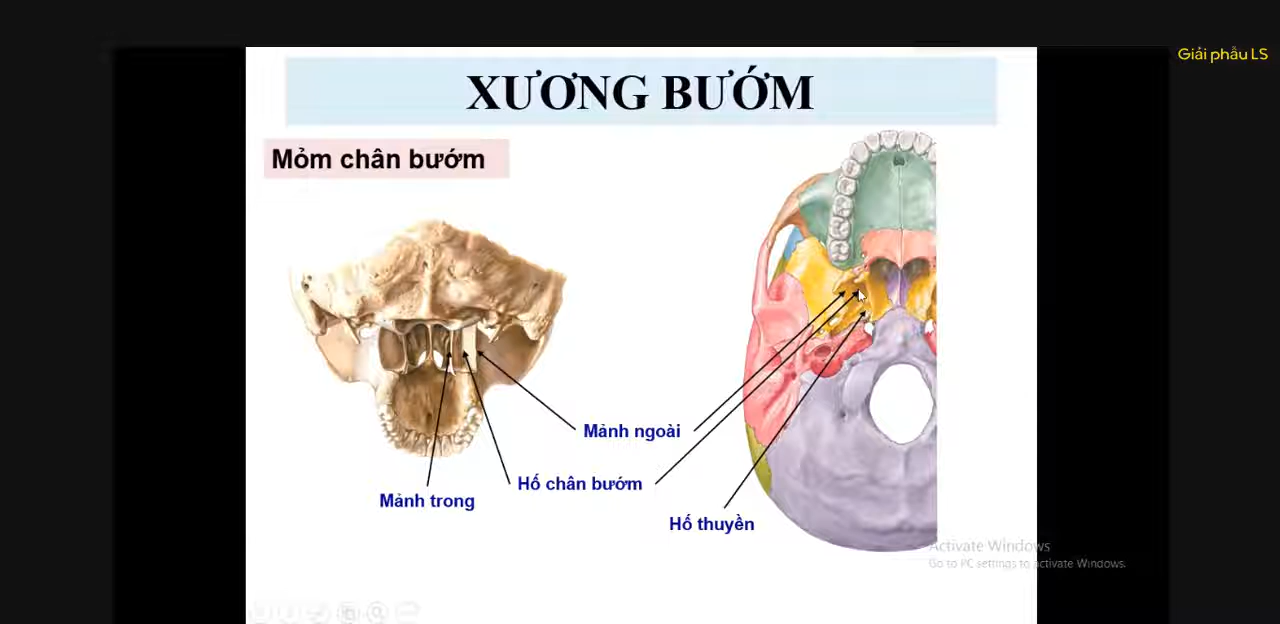 Giải phẫu LS
XƯƠNG BƯỚM
Mỏm chân bướm
Mảnh ngoài
Hố chân bướm
Mảnh trong
Hố thuyền
Activate Windows
Go to PC settings to activate Windows.